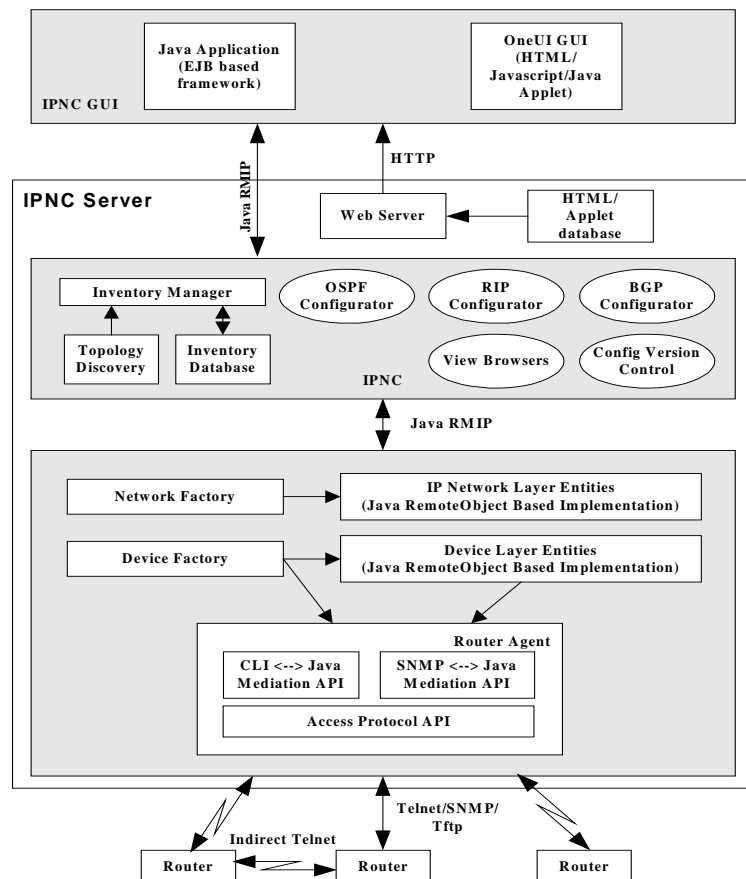 Java Application
(EJB based
framework)
OneUI GUI
(HTML/
Javascript/Java
Applet)
IPNC GUI
Java RMIP
HTTP
IPNC Server
Web Server
HTML/
Applet
database
Inventory Manager
OSPF
Configurator
RIP
Configurator
BGP
Configurator
Topology
Discovery
Inventory
Database
View Browsers
Config Version
Control
IPNC
Java RMIP
Network Factory
IP Network Layer Entities
(Java RemoteObject Based Implementation)
Device Factory
Device Layer Entities
(Java RemoteObject Based Implementation)
Router Agent
CLI <--> Java
Mediation API
SNMP <--> Java
Mediation API
Access Protocol API
Telnet/SNMP/
Tftp
Indirect Telnet
Router
Router
Router